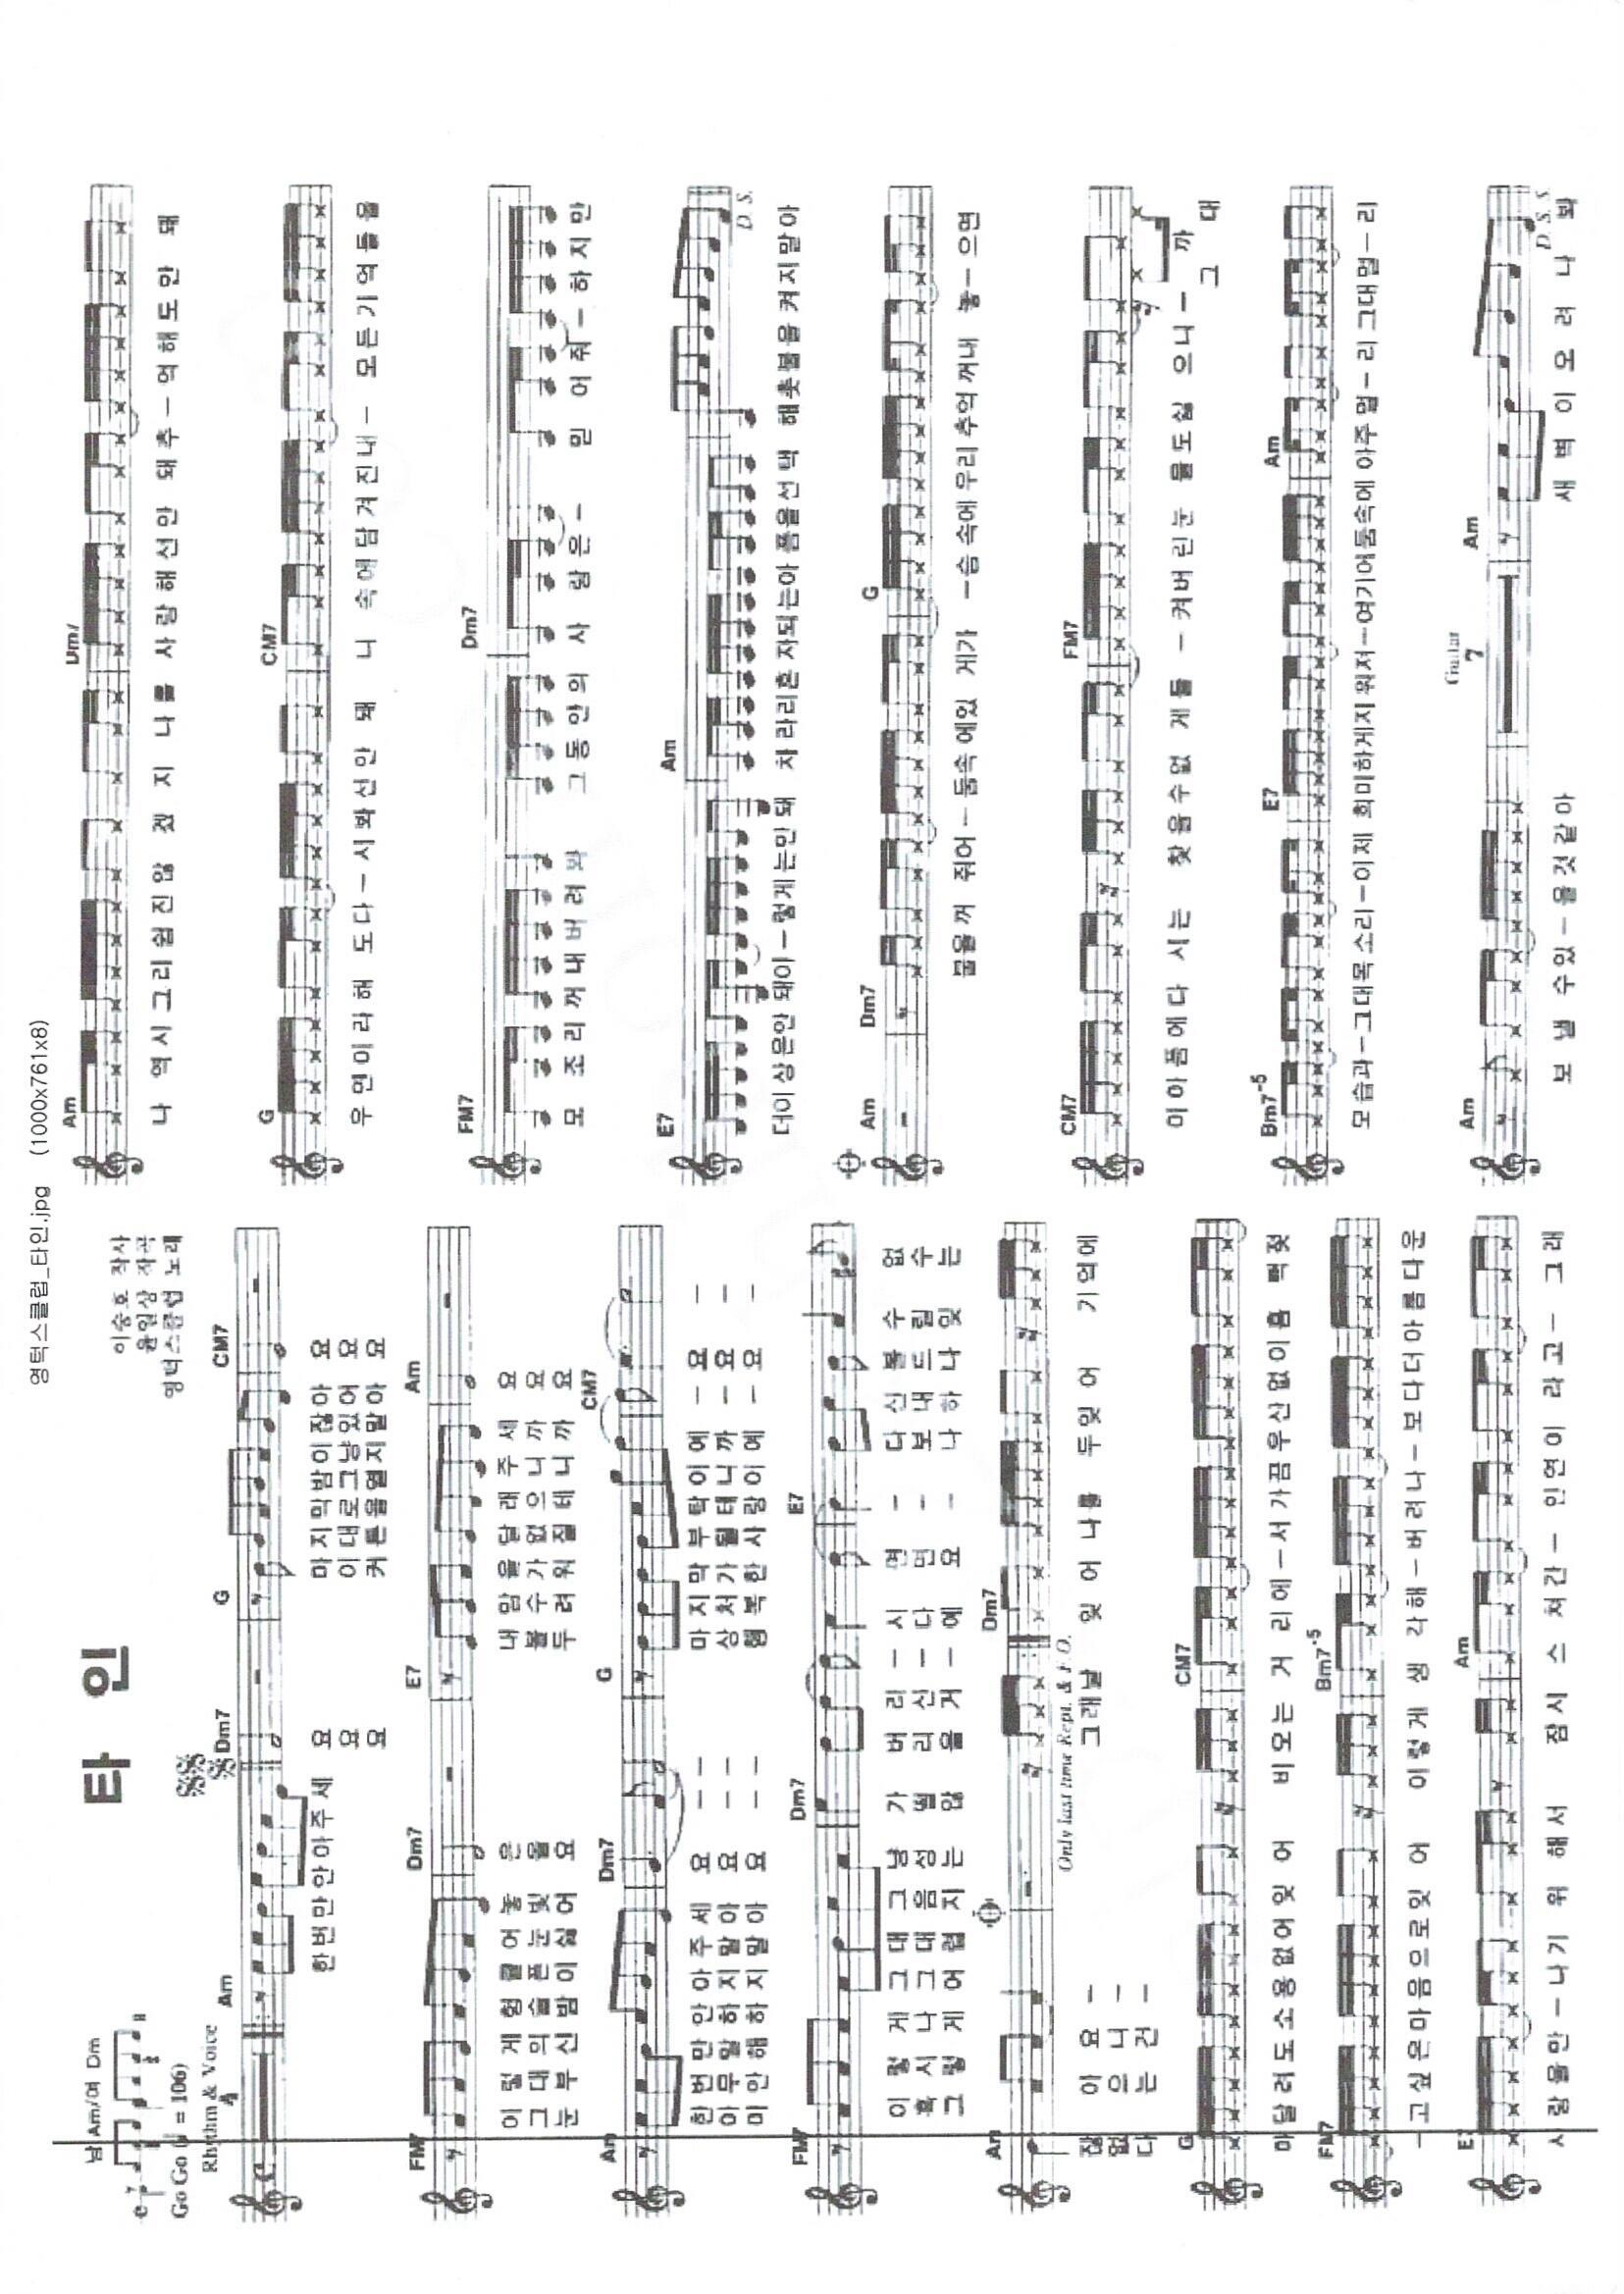 영턱스클럽_타인.jpg (1000x761x8)
남 Am/여 Dm
타 인
이승호 작사
윤일상 작곡
영턱스클럽 노래
Go Go (♩ = 106)
Rhythm & Voice
4 Am Dm7 G CM7
한번만안아주세 요 마지막밤이잖아 요
요 이대로그냥있어 요
요 커튼을열지말아 요
FM7 Dm7 E7 Am
이렇게헝클어놓 은 내맘을달래주세 요
그대의슬픈눈빛 을 볼수가없으니까 요
눈부신밤이싫어 요 두려워질테니까 요
Am Dm7 G CM7
한번만안아주세 요 -- 마지막부탁이예 - 요 -
아무말하지말아 요 -- 상처가될테니까 - 요 -
미안해하지말아 요 -- 행복한사랑이예 - 요 -
FM7 Dm7 E7
이렇게그대그냥 가 버리 - 시 면 - 다신볼수 없
혹시나그대음성 떨 리신 - 다 면 - 보내드릴 수
그렇게어렵지는 않 을거 - 예 요 - 나하나잊 는
Am Dm7
Only last time Rept. & F.O.
잖 아요 - 그래날 잊어나를 두잊어 기억에
없 으니 -
다 는건 -
G CM7
매달려도소용없어잊 어 비오는 거 리에-서가끔우산없이흠 뻑젖
FM7 Bm7-5
-고싶은마음으로잊 어 이렇게 생 각해-버려나-보다더아름다운
E7 Am
사랑을만-나기 위 해서 잠시 스 쳐간- 인연이 라고- 그래
Am Dm7
나 역시그리쉽진않 겠 지 나를 사랑해선안 돼추-억해도안 돼
G CM7
우연이라해 도다-시봐선안 돼 니 속에담겨진내- 모든기억들을
FM7 Dm7
모 조리꺼내버려봐 그동안의 사 랑은- 믿 어줘-하지만
E7 Am
D.S.
더이상은안 돼이-렇게는안돼 차라리혼자되는아픔을선택 해촛불을켜지말아
Am Dm7 G
불을꺼 줘어-둠속에있 게가 -슴속에우리추억꺼내 놓-으면
CM7 FM7
이아픔에다 시는 찾을수없 게들 -켜버린눈 물도싫 으니- 까
그 대
Bm7-5 E7 Am
모습과-그대목소리-이제 희미하게지워져-여기어둠속에 아주멀-리 그대멀-리
Am Guitar 7 Am
D.S.S.
보 낼 수있-을것같아 새벽이오려나봐